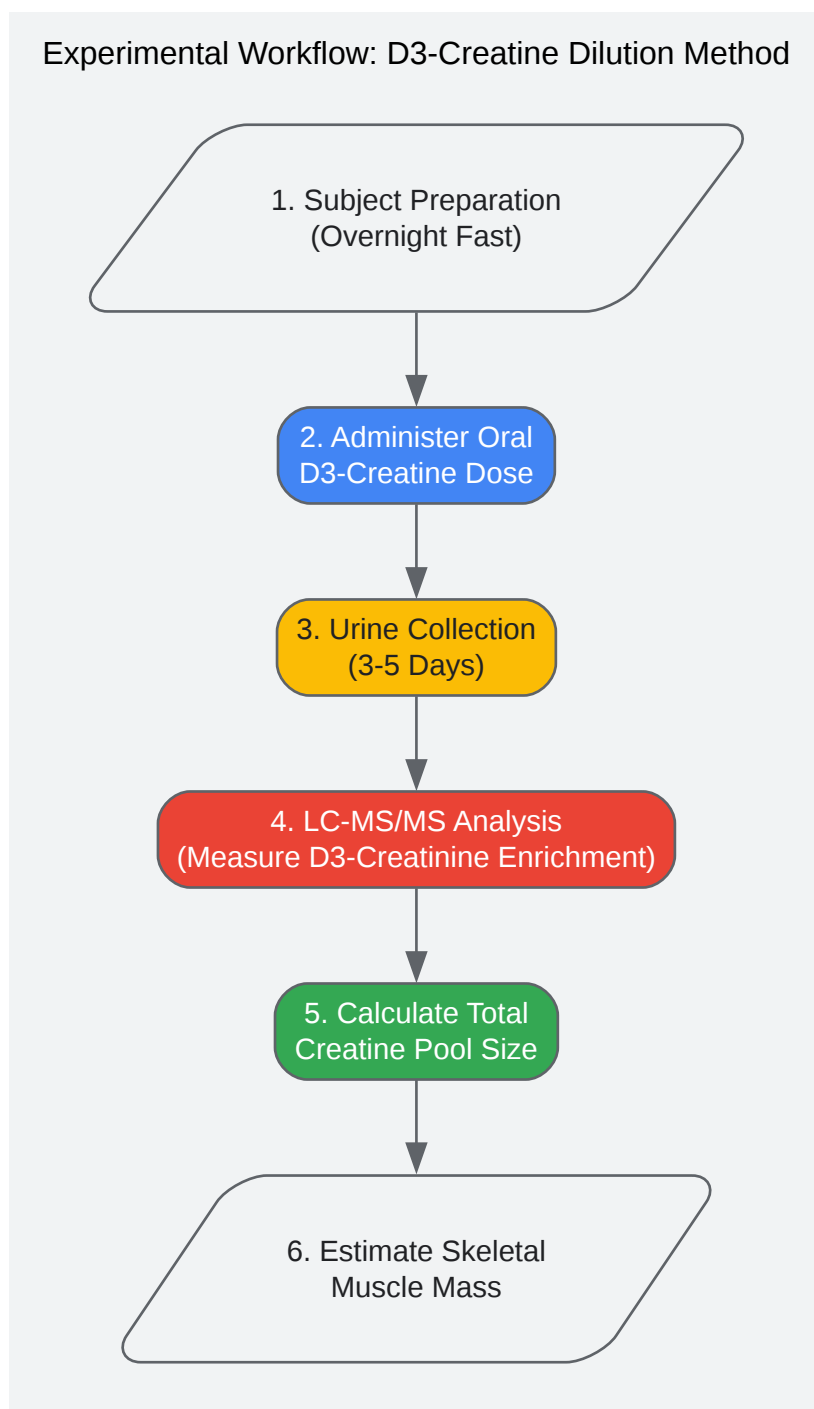 Experimental Workflow: D3-Creatine Dilution Method
1. Subject Preparation
(Overnight Fast)
2. Administer Oral
D3-Creatine Dose
3. Urine Collection
(3-5 Days)
4. LC-MS/MS Analysis
(Measure D3-Creatinine Enrichment)
5. Calculate Total
Creatine Pool Size
6. Estimate Skeletal
Muscle Mass